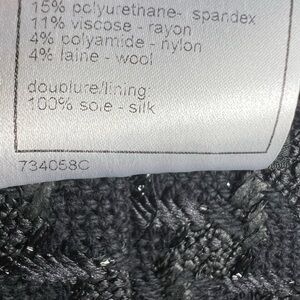 15% polyurethane- spandex
11% viscose - rayon
4% polyamide - nylon
4% laine - wool
doublure/lining:
100% soie - silk
734058C